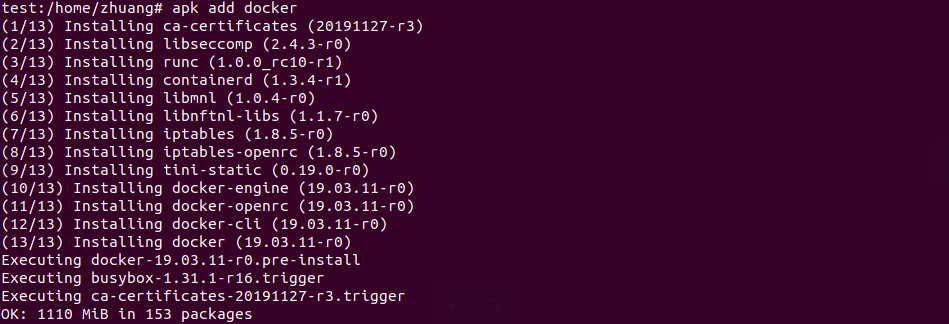 test:/home/zhuang# apk add docker
(1/13) Installing ca-certificates (20191127-r3)
(2/13) Installing libseccomp (2.4.3-r0)
(3/13) Installing runc (1.0.0_rc10-r1)
(4/13) Installing containerd (1.3.4-r1)
(5/13) Installing libmnl (1.0.4-r0)
(6/13) Installing libnftnl-libs (1.1.7-r0)
(7/13) Installing iptables (1.8.5-r0)
(8/13) Installing iptables-openrc (1.8.5-r0)
(9/13) Installing tini-static (0.19.0-r0)
(10/13) Installing docker-engine (19.03.11-r0)
(11/13) Installing docker-openrc (19.03.11-r0)
(12/13) Installing docker-cli (19.03.11-r0)
(13/13) Installing docker (19.03.11-r0)
Executing docker-19.03.11-r0.pre-install
Executing busybox-1.31.1-r16.trigger
Executing ca-certificates-20191127-r3.trigger
OK: 1110 MiB in 153 packages